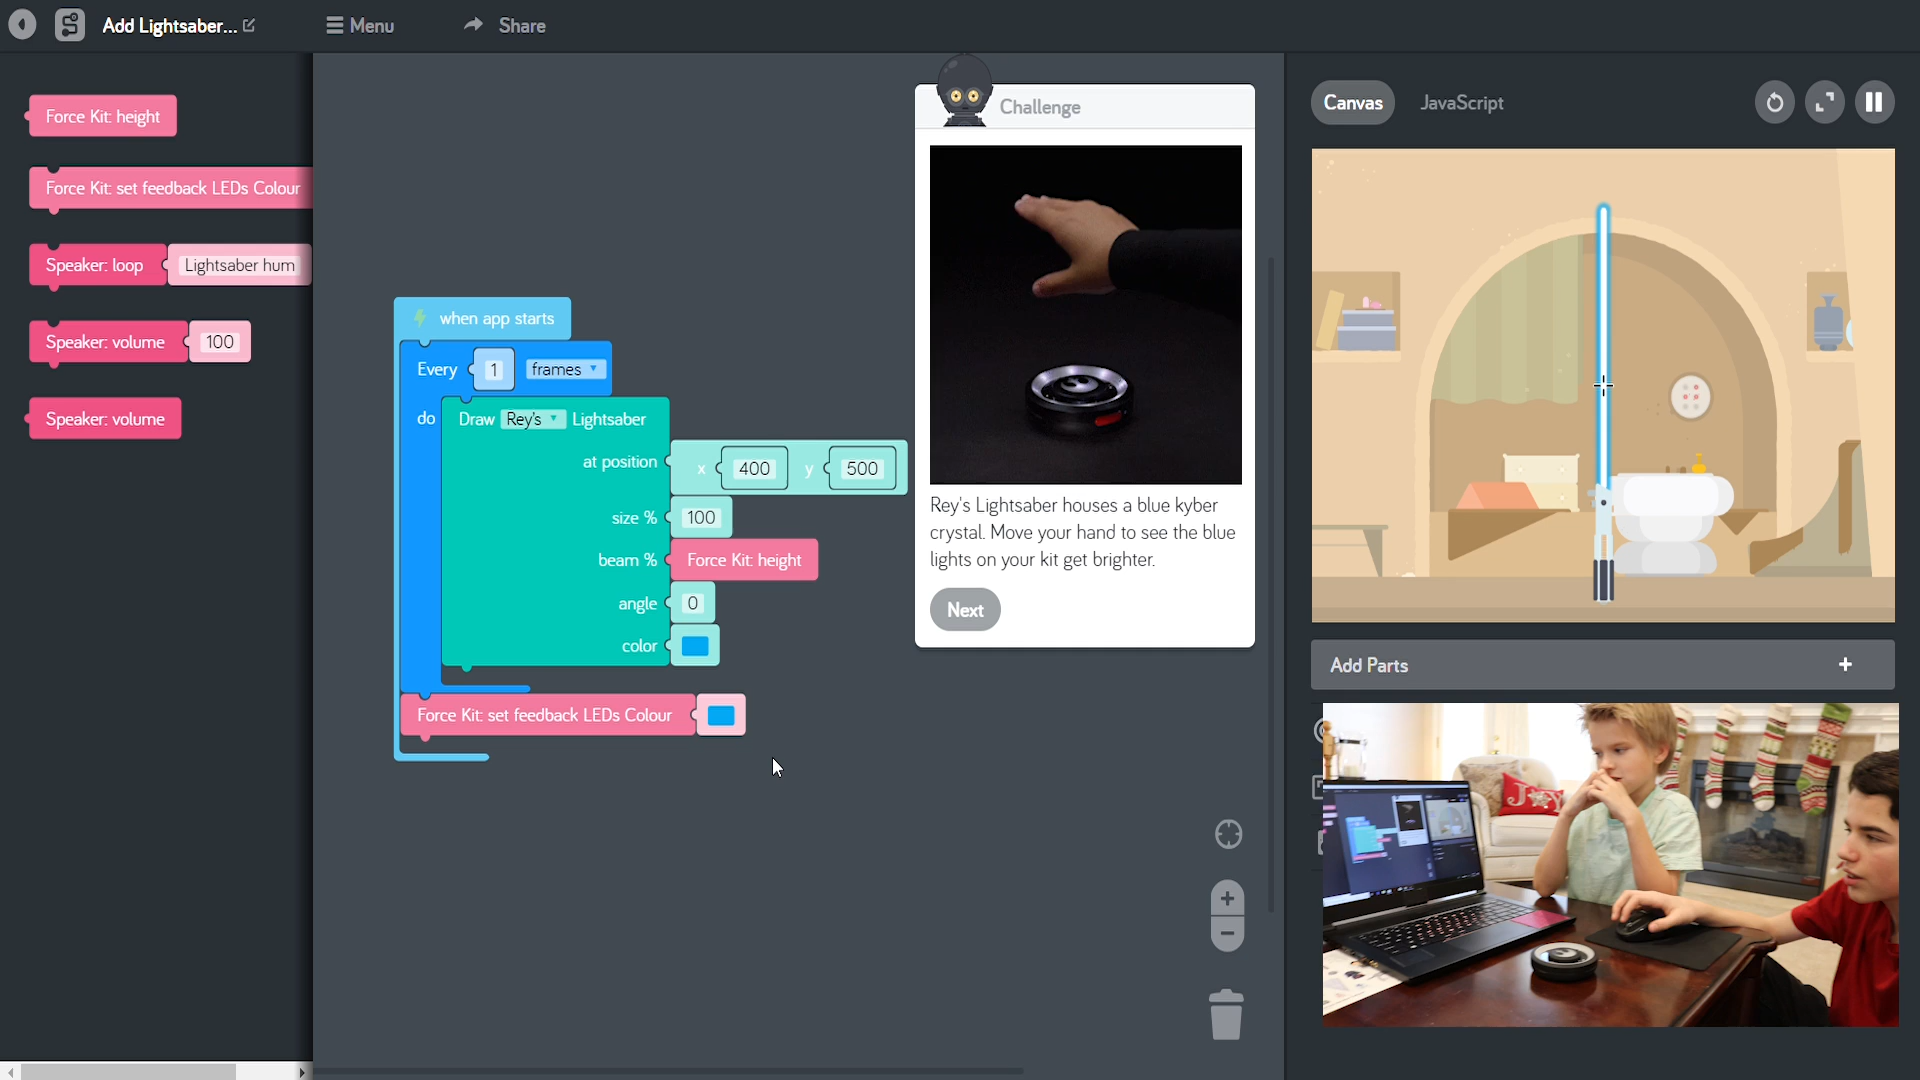 Add Lightsaber...
Menu
Share
Force Kit: height
Force Kit: set feedback LEDs Colour
Speaker: loop Lightsaber hum
Speaker: volume 100
Speaker: volume
when app starts
Every 1 frames
do Draw Rey's Lightsaber
at position x 400 y 500
size % 100
beam % Force Kit: height
angle 0
color
Force Kit: set feedback LEDs Colour
Challenge
Rey's Lightsaber houses a blue kyber
crystal. Move your hand to see the blue
lights on your kit get brighter.
Next
Canvas JavaScript
Add Parts +
JOY